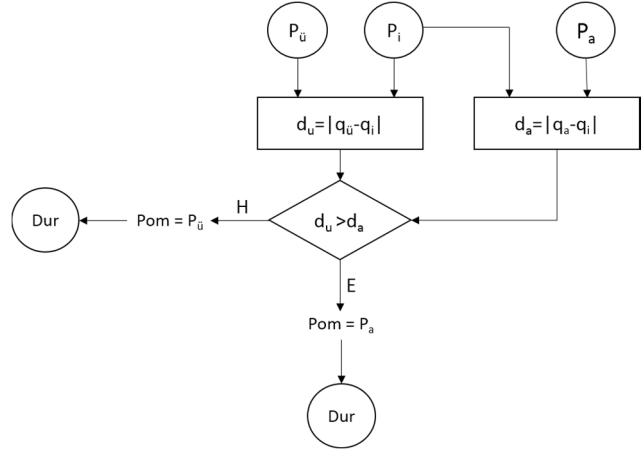 Pü
Pi
Pa
du=|qü-qi|
da=|qa-qi|
Dur
Pom = Pü
H
du >da
E
Pom = Pa
Dur